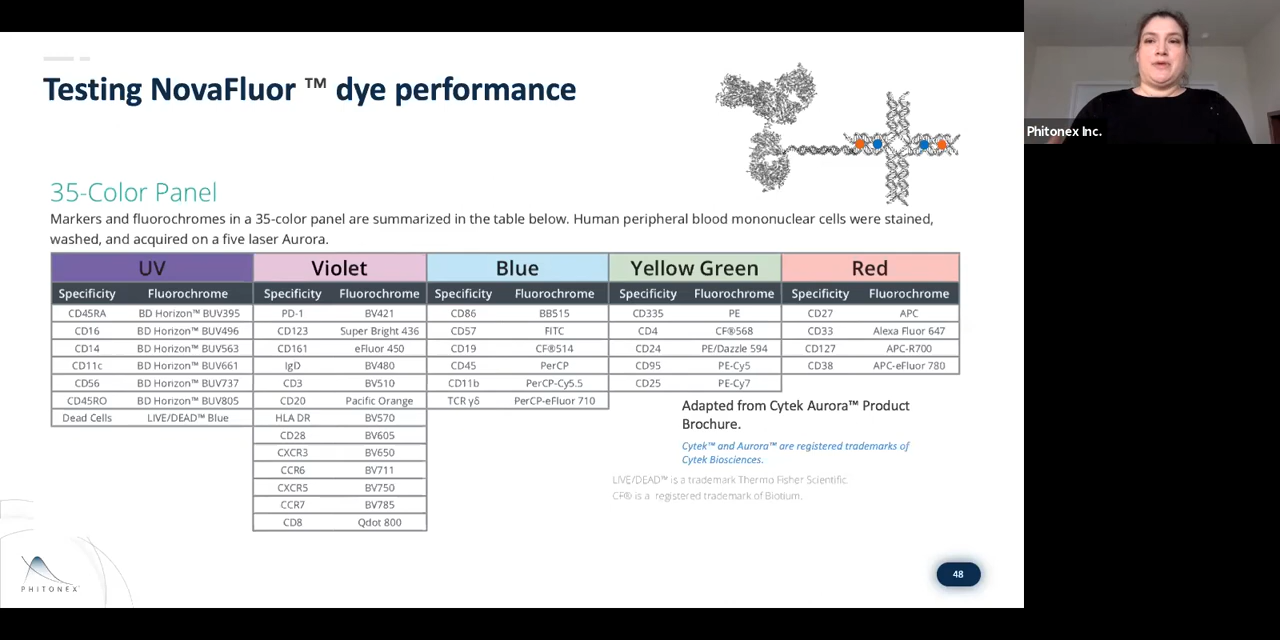 Testing NovaFluor ™ dye performance
Phitonex Inc.
35-Color Panel
Markers and fluorochromes in a 35-color panel are summarized in the table below. Human peripheral blood mononuclear cells were stained,
washed, and acquired on a five laser Aurora.
UV Violet Blue Yellow Green Red
Specificity Fluorochrome Specificity Fluorochrome Specificity Fluorochrome Specificity Fluorochrome Specificity Fluorochrome
CD45RA BD Horizon™ BUV395 PD-1 BV421 CD86 BB515 CD335 PE CD27 APC
CD16 BD Horizon™ BUV496 CD123 Super Bright 436 CD57 FITC CD4 CF®568 CD33 Alexa Fluor 647
CD14 BD Horizon™ BUV563 CD161 eFluor 450 CD19 CF®514 CD24 PE/Dazzle 594 CD127 APC-R700
CD11c BD Horizon™ BUV661 IgD BV480 CD45 PerCP CD95 PE-Cy5 CD38 APC-eFluor 780
CD56 BD Horizon™ BUV737 CD3 BV510 CD11b PerCP-Cy5.5 CD25 PE-Cy7
CD45RO BD Horizon™ BUV805 CD20 Pacific Orange TCR γδ PerCP-eFluor 710
Dead Cells LIVE/DEAD™ Blue HLA DR BV570
CD28 BV605
CXCR3 BV650
CCR6 BV711
CXCR5 BV750
CCR7 BV785
CD8 Qdot 800
Adapted from Cytek Aurora™ Product
Brochure.
Cytek™ and Aurora™ are registered trademarks of
Cytek Biosciences.
LIVE/DEAD™ is a trademark Thermo Fisher Scientific.
CF® is a registered trademark of Biotium.
PHITONEX
48